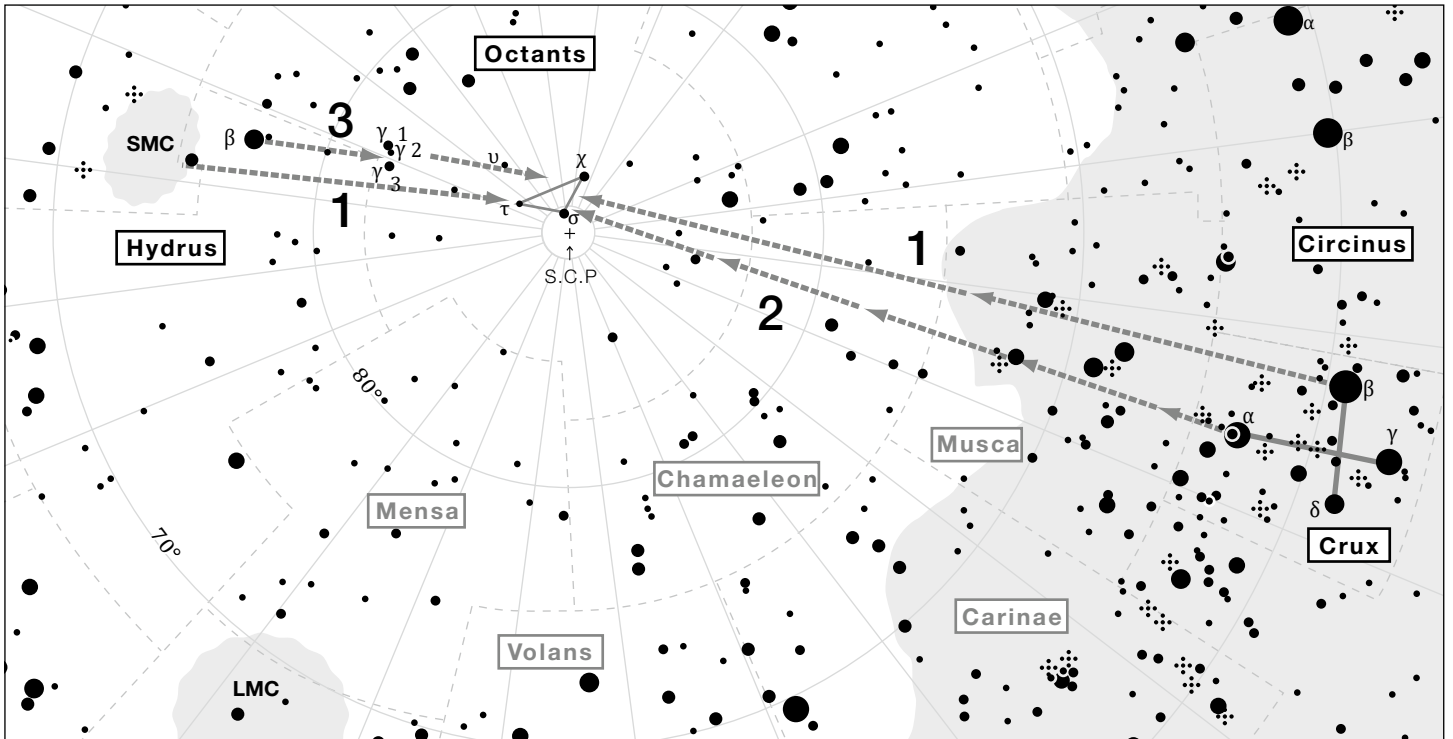 Octants
α
β
3
γ 1
γ 2
γ 3
SMC
β
υ
χ
τ
σ
+
↑
S.C.P
1
1
2
Hydrus
Circinus
80°
β
α
γ
δ
Musca
Chamaeleon
Mensa
70°
Crux
Carinae
Volans
LMC